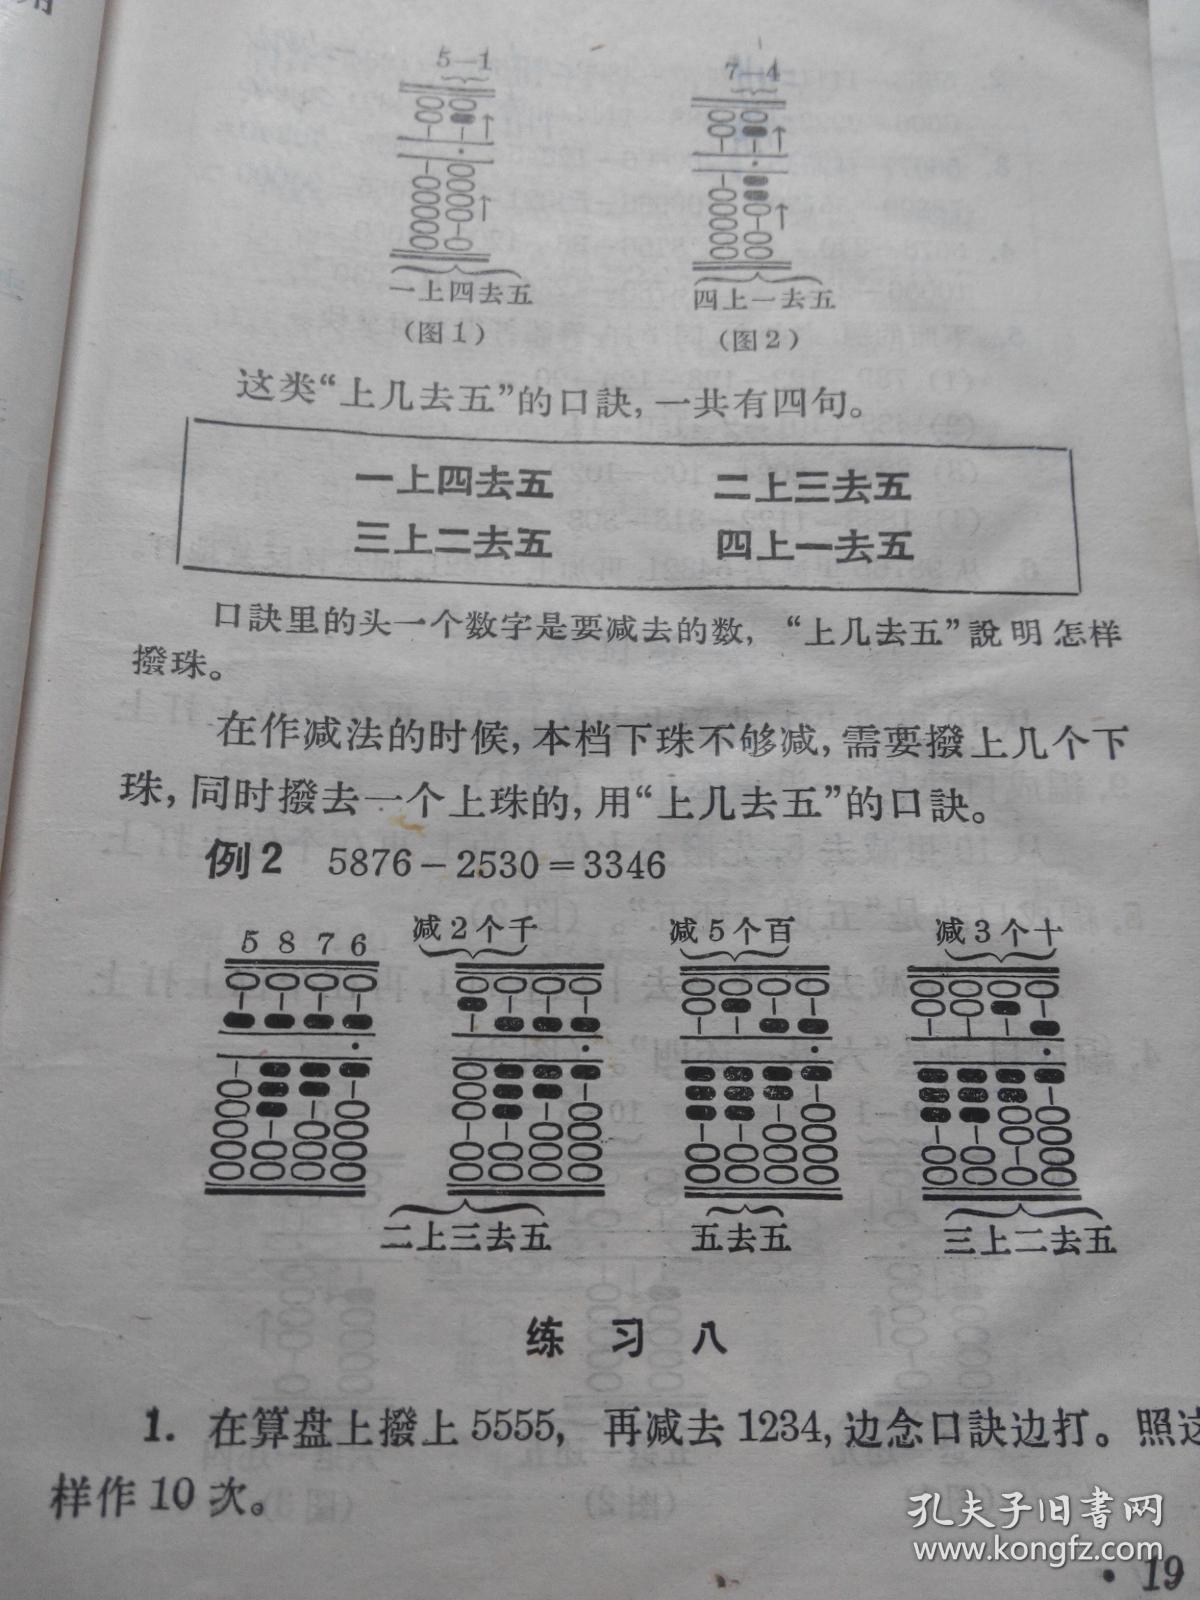 5—1
7—4
一上四去五
四上一去五
(图1)
(图2)
这类“上几去五”的口訣,一共有四句。
一上四去五 二上三去五
三上二去五 四上一去五
口訣里的头一个数字是要减去的数,“上几去五”說明怎样
撥珠。
在作减法的时候,本档下珠不够减,需要撥上几个下
珠,同时撥去一个上珠的,用“上几去五”的口訣。
例2 5876－2530＝3346
5 8 7 6
减2个千
减5个百
减3个十
二上三去五
五去五
三上二去五
练习八
1. 在算盘上撥上5555, 再减去1234,边念口訣边打。照这
样作10次。
孔夫子旧书网
www.kongfz.com
· 19